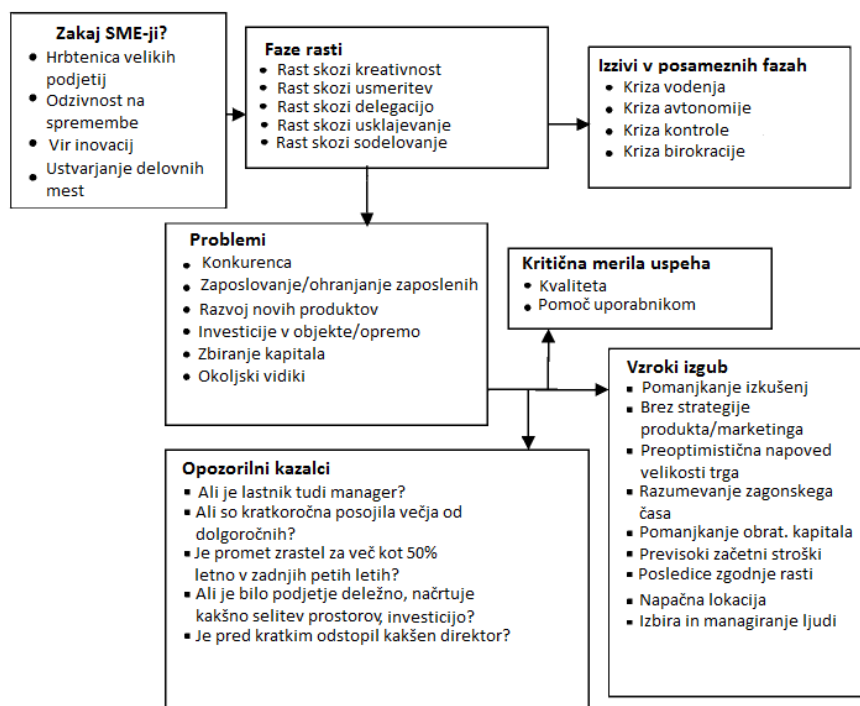 Zakaj SME-ji?
Hrbtenica velikih
podjetij
Odzivnost na
spremembe
Vir inovacij
Ustvarjanje delovnih
mest
Faze rasti
Rast skozi kreativnost
Rast skozi usmeritev
Rast skozi delegacijo
Rast skozi usklajevanje
Rast skozi sodelovanje
Izzivi v posameznih fazah
Kriza vodenja
Kriza avtonomije
Kriza kontrole
Kriza birokracije
Problemi
Konkurenca
Zaposlovanje/ohranjanje zaposlenih
Razvoj novih produktov
Investicije v objekte/opremo
Zbiranje kapitala
Okoljski vidiki
Kritična merila uspeha
Kvaliteta
Pomoč uporabnikom
Vzroki izgub
Pomanjkanje izkušenj
Brez strategije
produkta/marketinga
Preoptimistična napoved
velikosti trga
Razumevanje zagonskega
časa
Pomanjkanje obrat. kapitala
Previsoki začetni stroški
Posledice zgodnje rasti
Napačna lokacija
Izbira in managiranje ljudi
Opozorilni kazalci
Ali je lastnik tudi manager?
Ali so kratkoročna posojila večja od
dolgoročnih?
Je promet zrastel za več kot 50%
letno v zadnjih petih letih?
Ali je bilo podjetje deležno, načrtuje
kakšno selitev prostorov, investicijo?
Je pred kratkim odstopil kakšen direktor?